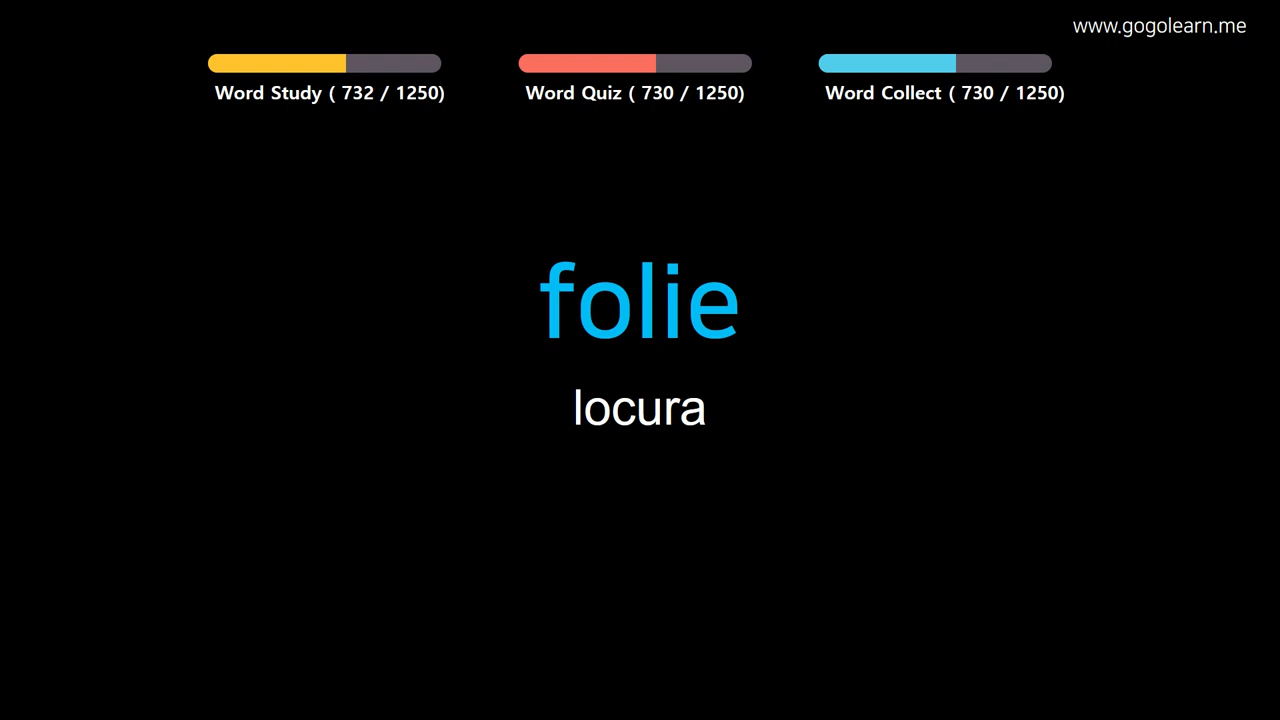 www.gogolearn.me
Word Study ( 732 / 1250)
Word Quiz ( 730 / 1250)
Word Collect ( 730 / 1250)
folie
locura